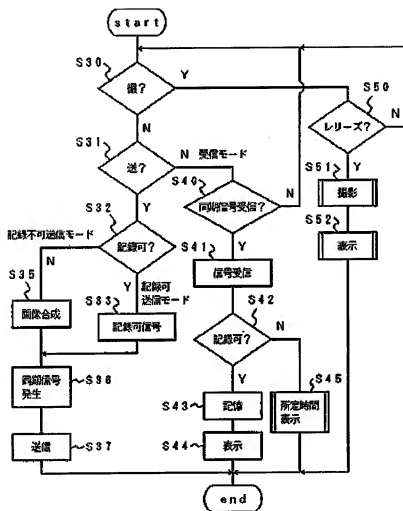 start
S30
撮?
Y
N
S50
レリーズ?
N
Y
S31
送?
N 受信モード
Y
S51
撮影
S40
同期信号受信?
N
Y
S52
表示
S32
記録不可送信モード
記録可?
N
Y
記録可
送信モード
S41
信号受信
S35
画像合成
S33
記録可信号
S42
記録可?
N
Y
S36
同期信号
発生
S43
記憶
S45
所定時間
表示
S37
送信
S44
表示
end